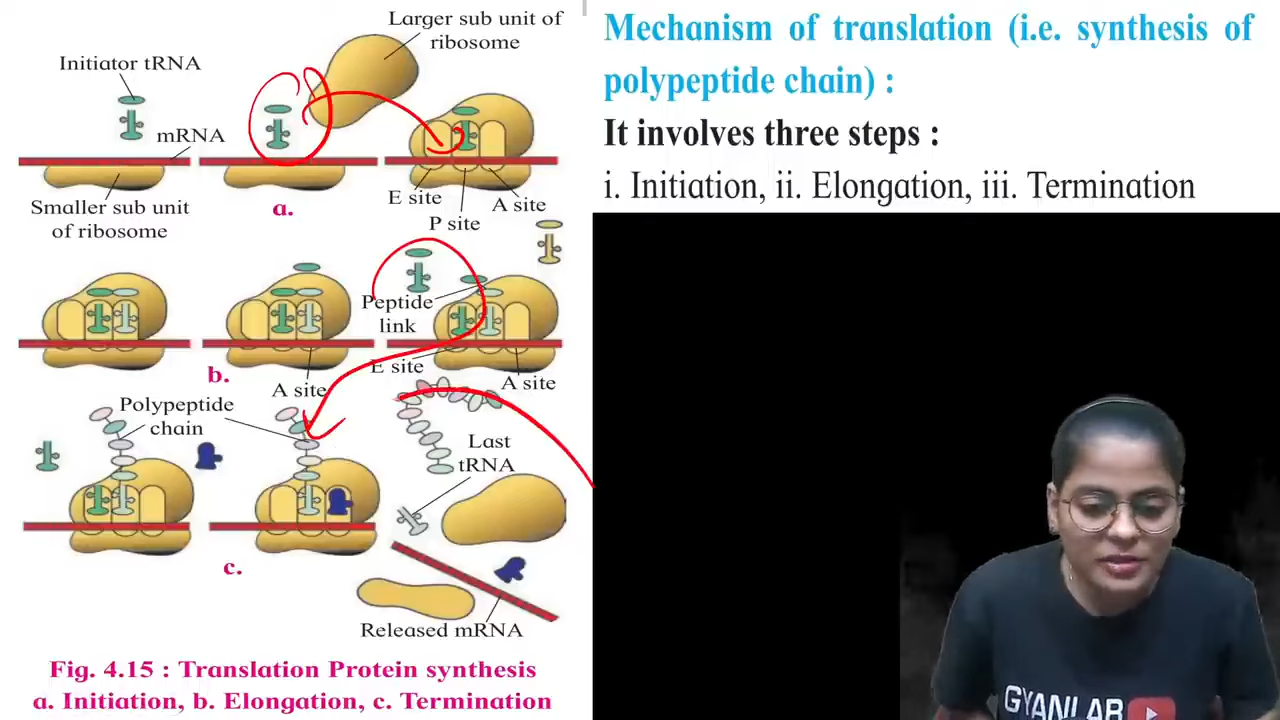 Larger sub unit of
ribosome
Initiator tRNA
mRNA
E site
A site
P site
Smaller sub unit
of ribosome
a.
Peptide
link
E site
A site
A site
b.
Polypeptide
chain
Last
tRNA
c.
Released mRNA
Fig. 4.15 : Translation Protein synthesis
a. Initiation, b. Elongation, c. Termination
Mechanism of translation (i.e. synthesis of
polypeptide chain) :
It involves three steps :
i. Initiation, ii. Elongation, iii. Termination
GYANLAB